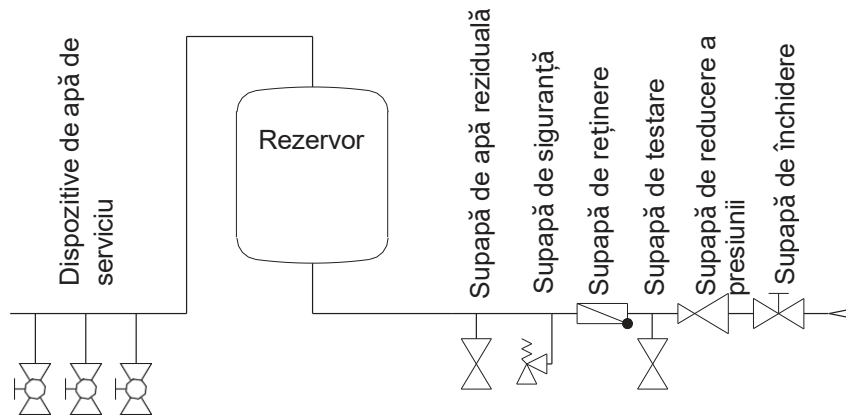 Dispozitive de apă de
serviciu
Rezervor
Supapă de apă reziduală
Supapă de siguranță
Supapă de reținere
Supapă de testare
Supapă de reducere a
presiunii
Supapă de închidere